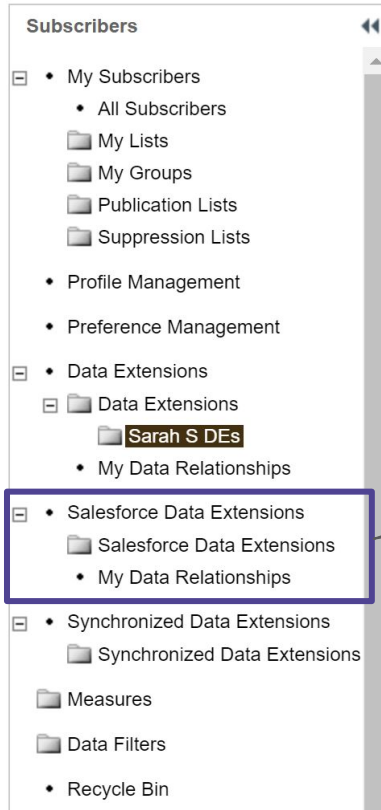 Subscribers
My Subscribers
All Subscribers
My Lists
My Groups
Publication Lists
Suppression Lists
Profile Management
Preference Management
Data Extensions
Data Extensions
Sarah S DEs
My Data Relationships
Salesforce Data Extensions
Salesforce Data Extensions
My Data Relationships
Synchronized Data Extensions
Synchronized Data Extensions
Measures
Data Filters
Recycle Bin